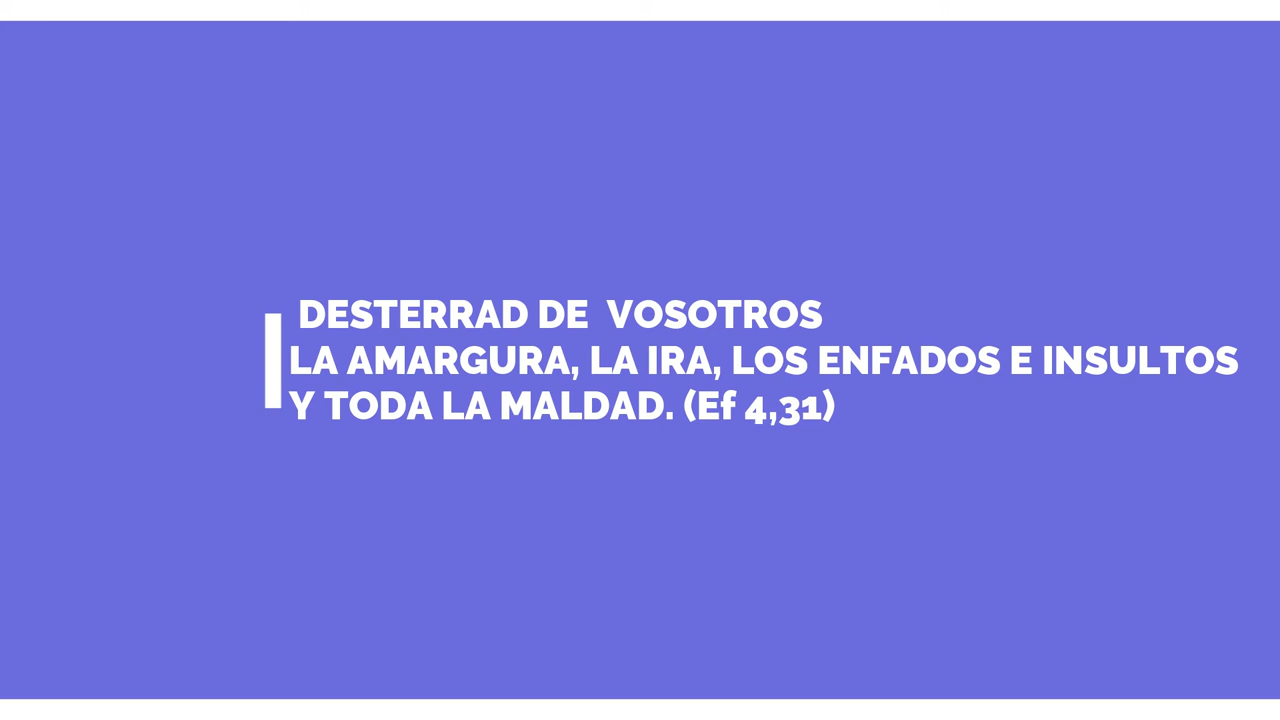 DESTERRAD DE  VOSOTROS
LA AMARGURA, LA IRA, LOS ENFADOS E INSULTOS
Y TODA LA MALDAD. (Ef 4,31)